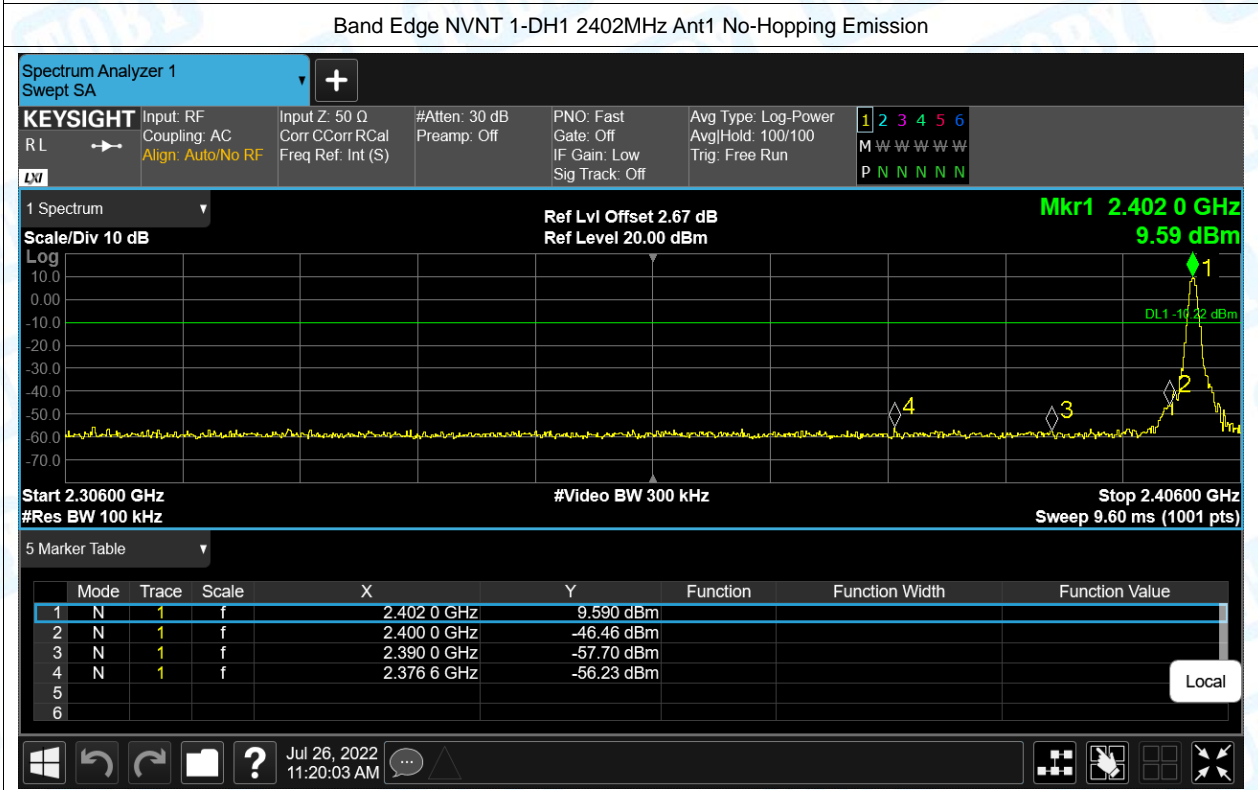 Band Edge NVNT 1-DH1 2402MHz Ant1 No-Hopping Emission
Spectrum Analyzer 1
Swept SA
+
KEYSIGHT
RL
LXI
Input: RF
Coupling: AC
Align: Auto/No RF
Input Z: 50 Ω
Corr CCorr RCal
Freq Ref: Int (S)
#Atten: 30 dB
Preamp: Off
PNO: Fast
Gate: Off
IF Gain: Low
Sig Track: Off
Avg Type: Log-Power
Avg|Hold: 100/100
Trig: Free Run
1 2 3 4 5 6
M W W W W W
P N N N N N
1 Spectrum
Scale/Div 10 dB
Ref Lvl Offset 2.67 dB
Ref Level 20.00 dBm
Mkr1 2.402 0 GHz
9.59 dBm
Log
10.0
0.00
-10.0
-20.0
-30.0
-40.0
-50.0
-60.0
-70.0
1
DL1 -10.22 dBm
2
3
4
Start 2.30600 GHz
#Video BW 300 kHz
Stop 2.40600 GHz
#Res BW 100 kHz
Sweep 9.60 ms (1001 pts)
5 Marker Table
Mode Trace Scale X Y Function Function Width Function Value
1 N 1 f 2.402 0 GHz 9.590 dBm
2 N 1 f 2.400 0 GHz -46.46 dBm
3 N 1 f 2.390 0 GHz -57.70 dBm
4 N 1 f 2.376 6 GHz -56.23 dBm
5
6
Local
?
Jul 26, 2022
11:20:03 AM